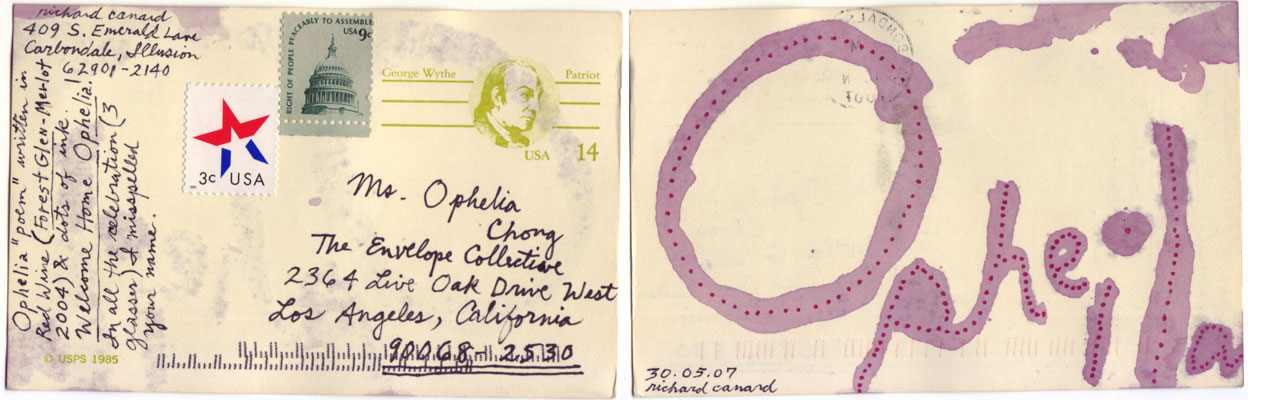 richard canard
409 S. Emerald Lane
Carbondale, Illusion
62901-2140
Ophelia "poem" written in
Red Wine (Forest Glen-Merlot
2004) & dots of ink.
Welcome Home Ophelia.
In all the celebration (3
glasses) I misspelled
your name.
RIGHT OF PEOPLE PEACEABLY TO ASSEMBLE
USA 9c
3c USA
George Wythe Patriot
USA 14
Ms. Ophelia
Chong
The Envelope Collective
2364 Live Oak Drive West
Los Angeles, California
90068-2530
© USPS 1985
Opheila
30.05.07
richard canard